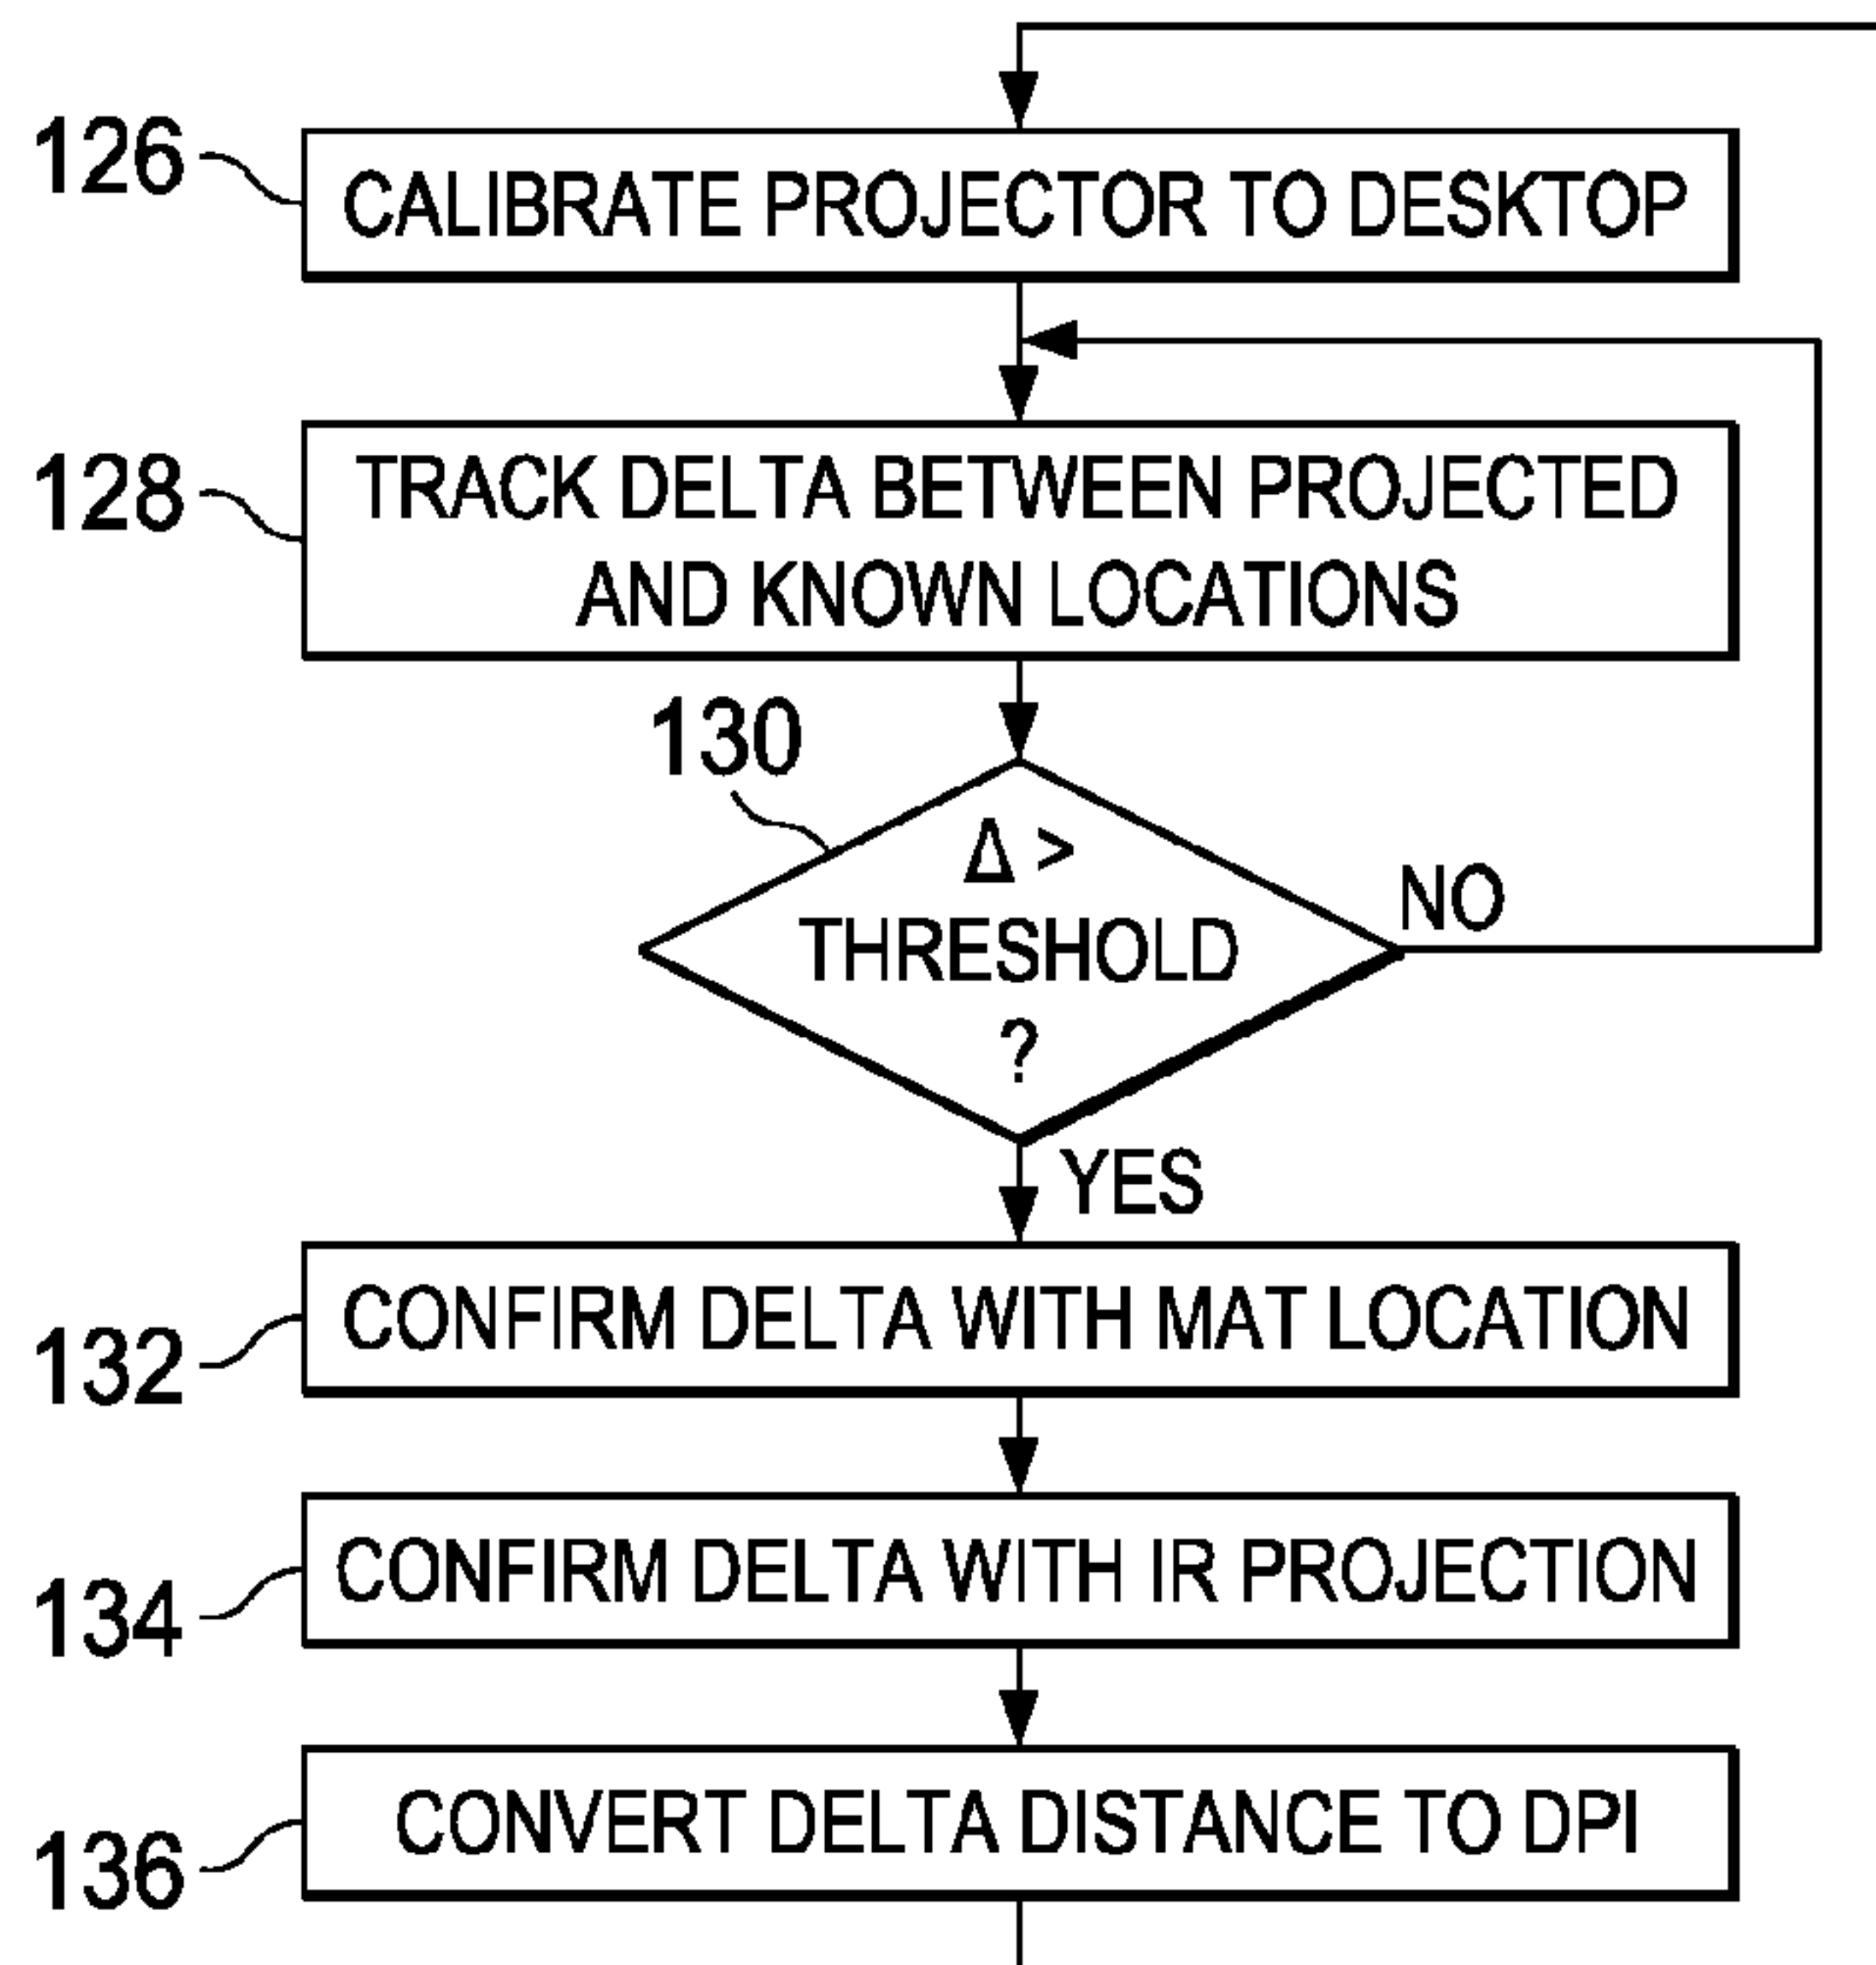 126
CALIBRATE PROJECTOR TO DESKTOP
128
TRACK DELTA BETWEEN PROJECTED
AND KNOWN LOCATIONS
130
Δ >
THRESHOLD
?
NO
YES
132
CONFIRM DELTA WITH MAT LOCATION
134
CONFIRM DELTA WITH IR PROJECTION
136
CONVERT DELTA DISTANCE TO DPI